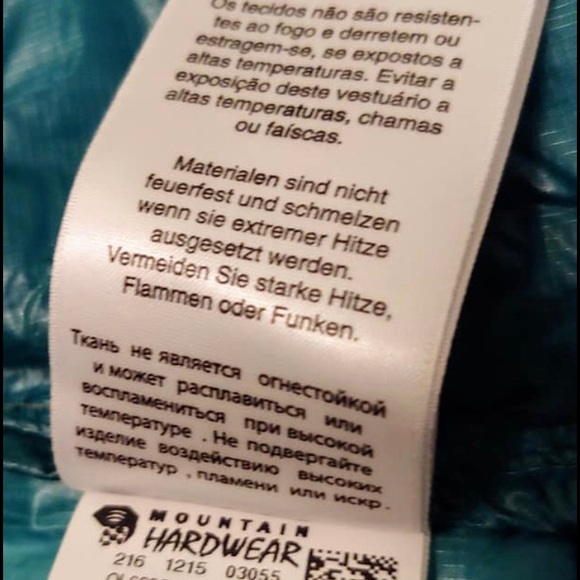 Os tecidos não são resisten-
tes ao fogo e derretem ou
estragem-se, se expostos a
altas temperaturas. Evitar a
exposição deste vestuário a
altas temperaturas, chamas
ou faíscas.
Materialen sind nicht
feuerfest und schmelzen
wenn sie extremer Hitze
ausgesetzt werden.
Vermeiden Sie starke Hitze,
Flammen oder Funken.
Ткань не является огнестойкой
и может расплавиться или
воспламениться при высокой
температуре . Не подвергайте
изделие воздействию высоких
температур , пламени или искр .
MOUNTAIN
HARDWEAR
216 1215 03055